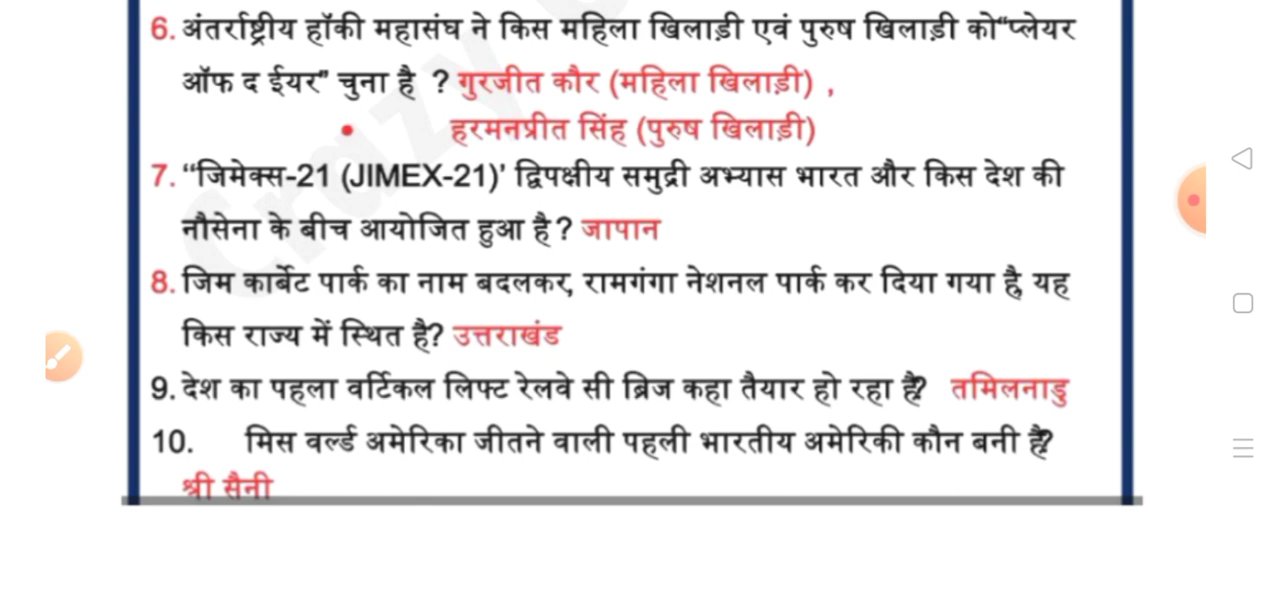 6. अंतर्राष्ट्रीय हॉकी महासंघ ने किस महिला खिलाड़ी एवं पुरुष खिलाड़ी को“प्लेयर
ऑफ द ईयर” चुना है ? गुरजीत कौर (महिला खिलाड़ी) ,
• हरमनप्रीत सिंह (पुरुष खिलाड़ी)
7. “जिमेक्स-21 (JIMEX-21)’ द्विपक्षीय समुद्री अभ्यास भारत और किस देश की
नौसेना के बीच आयोजित हुआ है? जापान
8. जिम कार्बेट पार्क का नाम बदलकर, रामगंगा नेशनल पार्क कर दिया गया है, यह
किस राज्य में स्थित है? उत्तराखंड
9. देश का पहला वर्टिकल लिफ्ट रेलवे सी ब्रिज कहा तैयार हो रहा है? तमिलनाडु
10. मिस वर्ल्ड अमेरिका जीतने वाली पहली भारतीय अमेरिकी कौन बनी है?
श्री सैनी
Crazy